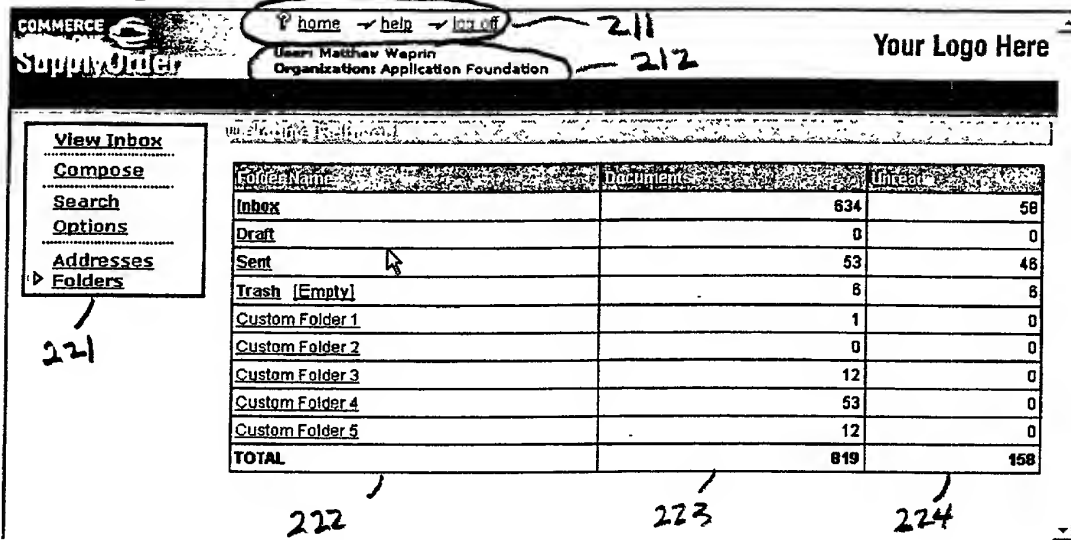 COMMERCE
SupplyOrder
home help log off
211
User: Matthew Waprin
Organization: Application Foundation
212
Your Logo Here
View Inbox
Compose
Search
Options
Addresses
Folders
221
Folder Name Documents Unread
Inbox 634 58
Draft 0 0
Sent 53 46
Trash [Empty] 6 6
Custom Folder 1 1 0
Custom Folder 2 0 0
Custom Folder 3 12 0
Custom Folder 4 53 0
Custom Folder 5 12 0
TOTAL 819 158
222 223 224